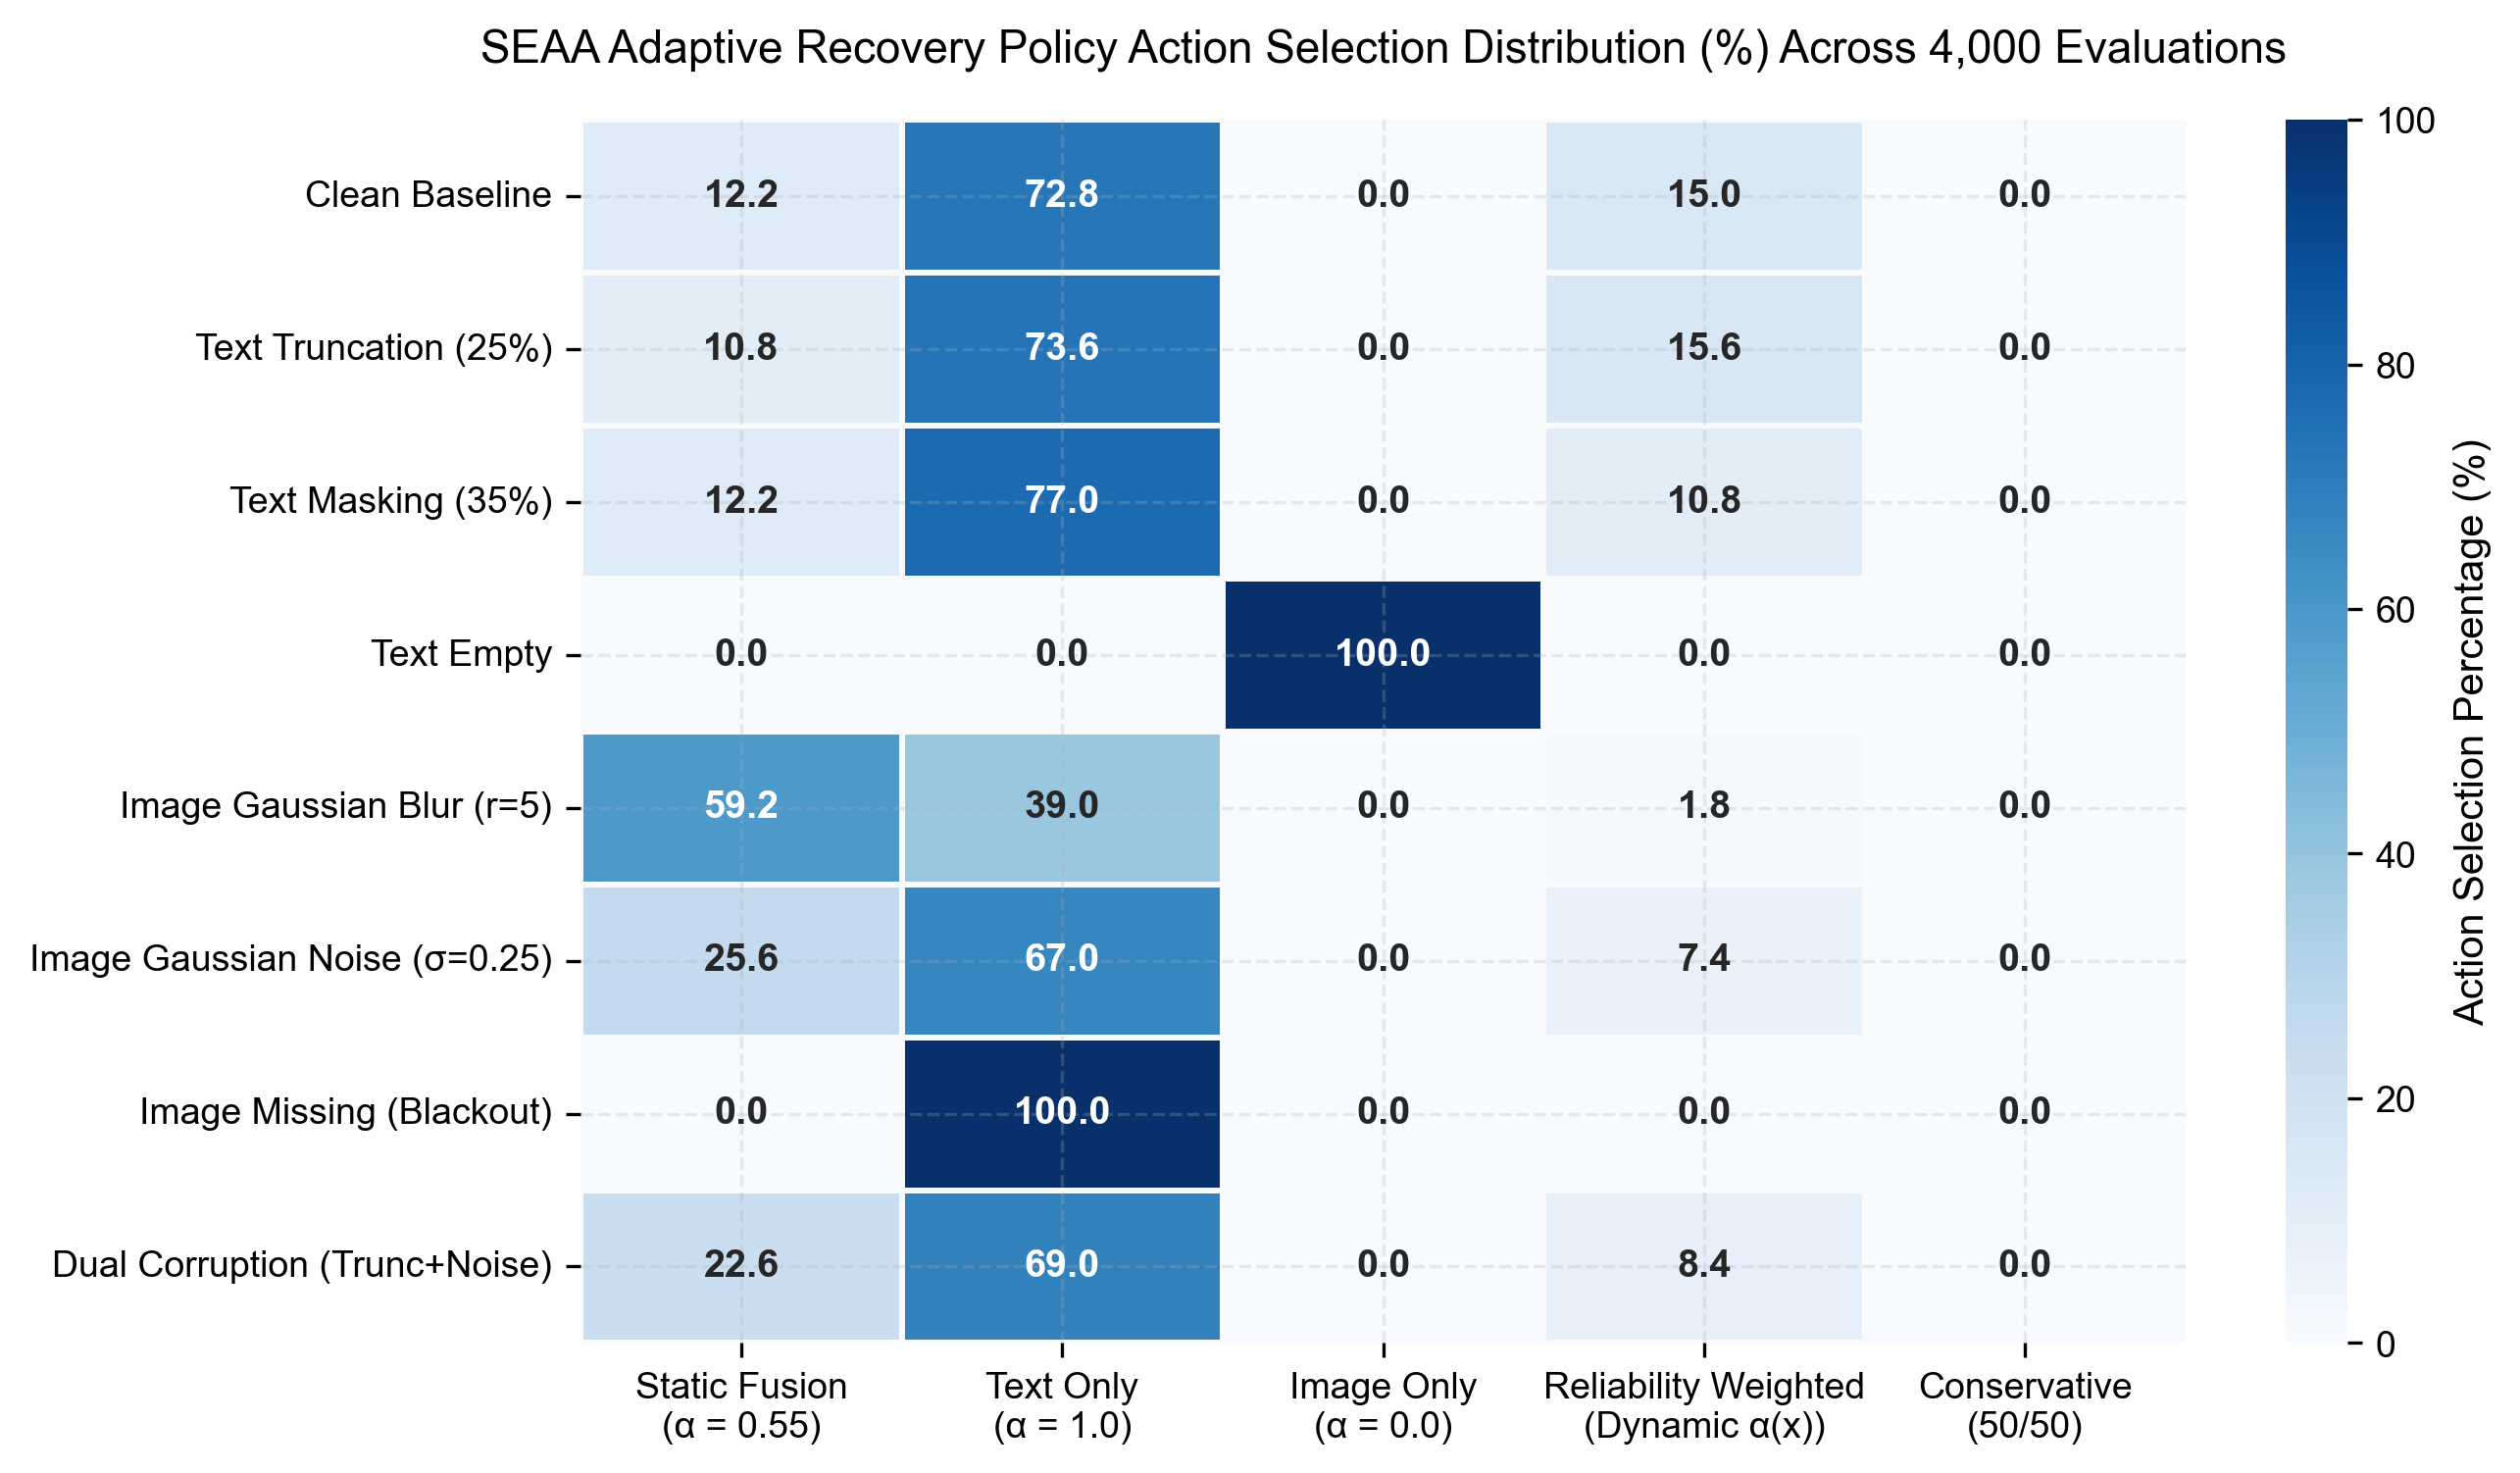 SEAA Adaptive Recovery Policy Action Selection Distribution (%) Across 4,000 Evaluations
Clean Baseline 12.2 72.8 0.0 15.0 0.0
Text Truncation (25%) 10.8 73.6 0.0 15.6 0.0
Text Masking (35%) 12.2 77.0 0.0 10.8 0.0
Text Empty 0.0 0.0 100.0 0.0 0.0
Image Gaussian Blur (r=5) 59.2 39.0 0.0 1.8 0.0
Image Gaussian Noise (σ=0.25) 25.6 67.0 0.0 7.4 0.0
Image Missing (Blackout) 0.0 100.0 0.0 0.0 0.0
Dual Corruption (Trunc+Noise) 22.6 69.0 0.0 8.4 0.0
Static Fusion
(α = 0.55)
Text Only
(α = 1.0)
Image Only
(α = 0.0)
Reliability Weighted
(Dynamic α(x))
Conservative
(50/50)
100
80
60
40
20
0
Action Selection Percentage (%)